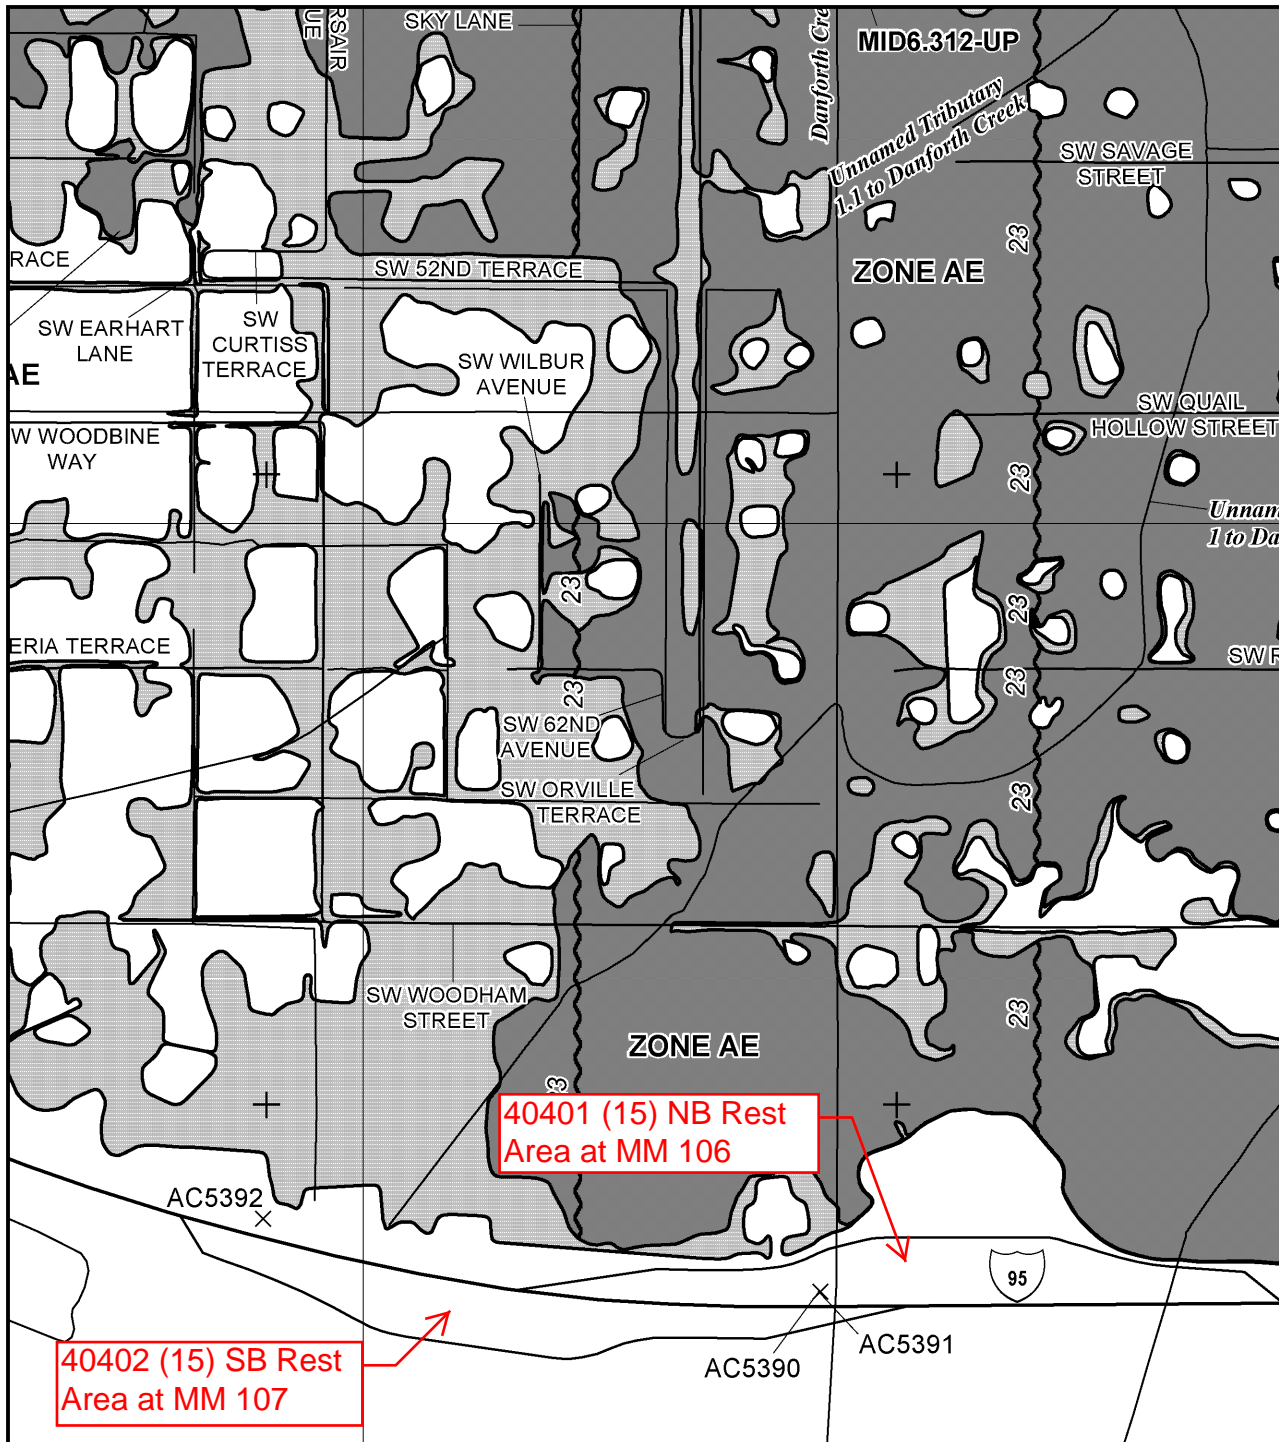 RSAIR
UE
SKY LANE
Danforth Cre
MID6.312-UP
Unnamed Tributary
1.1 to Danforth Creek
SW SAVAGE
STREET
23
RACE
SW 52ND TERRACE
ZONE AE
SW EARHART
LANE
SW
CURTISS
TERRACE
SW WILBUR
AVENUE
AE
SW QUAIL
HOLLOW STREET
W WOODBINE
WAY
23
Unnam
1 to Da
23
23
ERIA TERRACE
SW R
23
23
SW 62ND
AVENUE
SW ORVILLE
TERRACE
23
SW WOODHAM
STREET
23
ZONE AE
23
40401 (15) NB Rest
Area at MM 106
AC5392
95
40402 (15) SB Rest
Area at MM 107
AC5390
AC5391